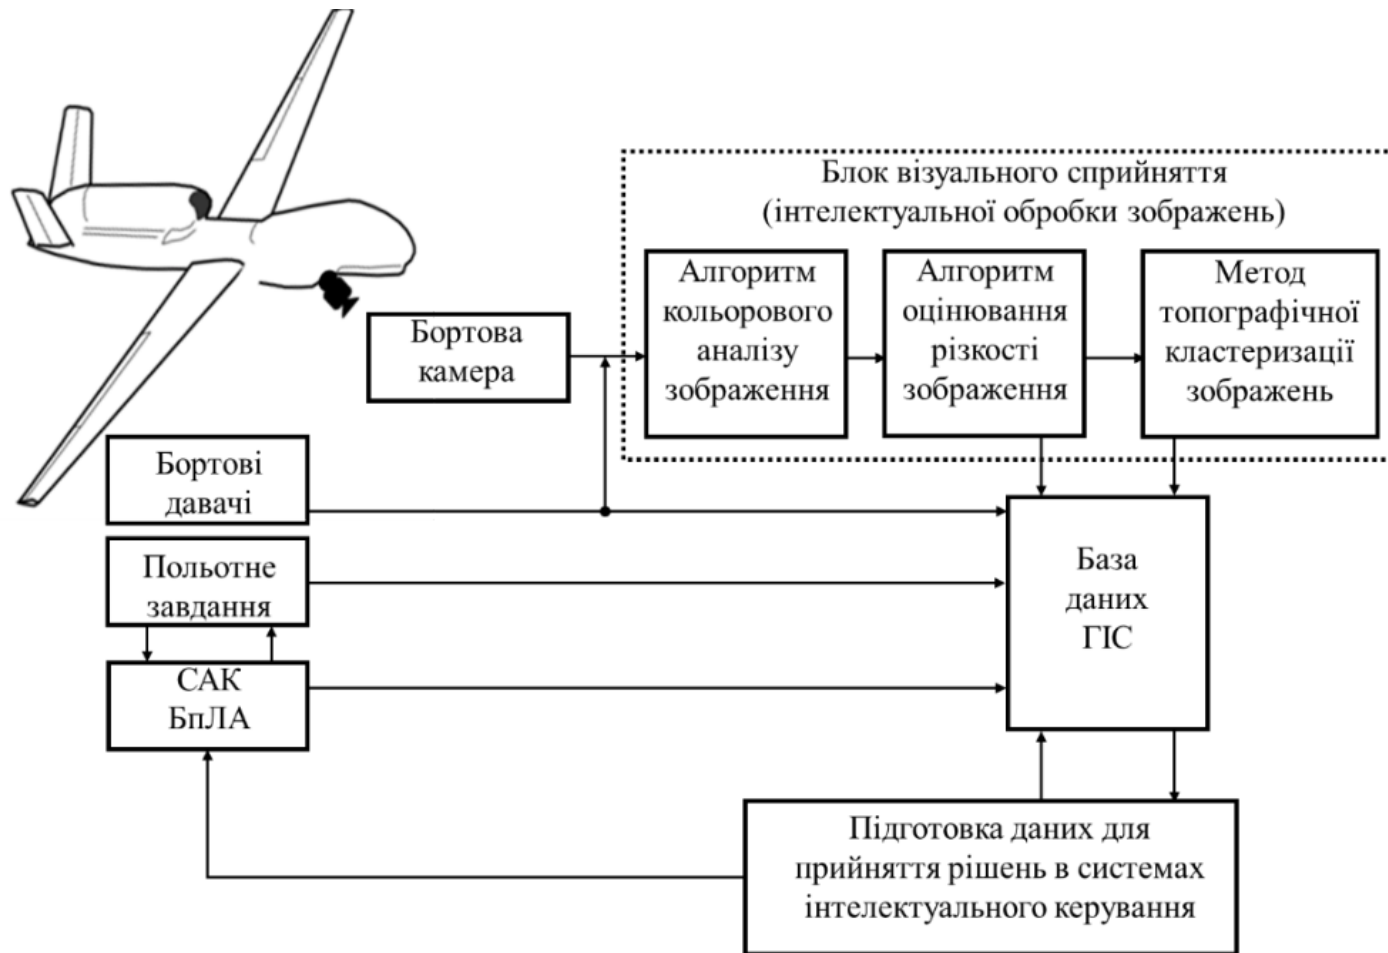 Блок візуального сприйняття
(інтелектуальної обробки зображень)
Алгоритм
кольорового
аналізу
зображення
Алгоритм
оцінювання
різкості
зображення
Метод
топографічної
кластеризації
зображень
Бортова
камера
Бортові
давачі
Польотне
завдання
САК
БпЛА
База
даних
ГІС
Підготовка даних для
прийняття рішень в системах
інтелектуального керування